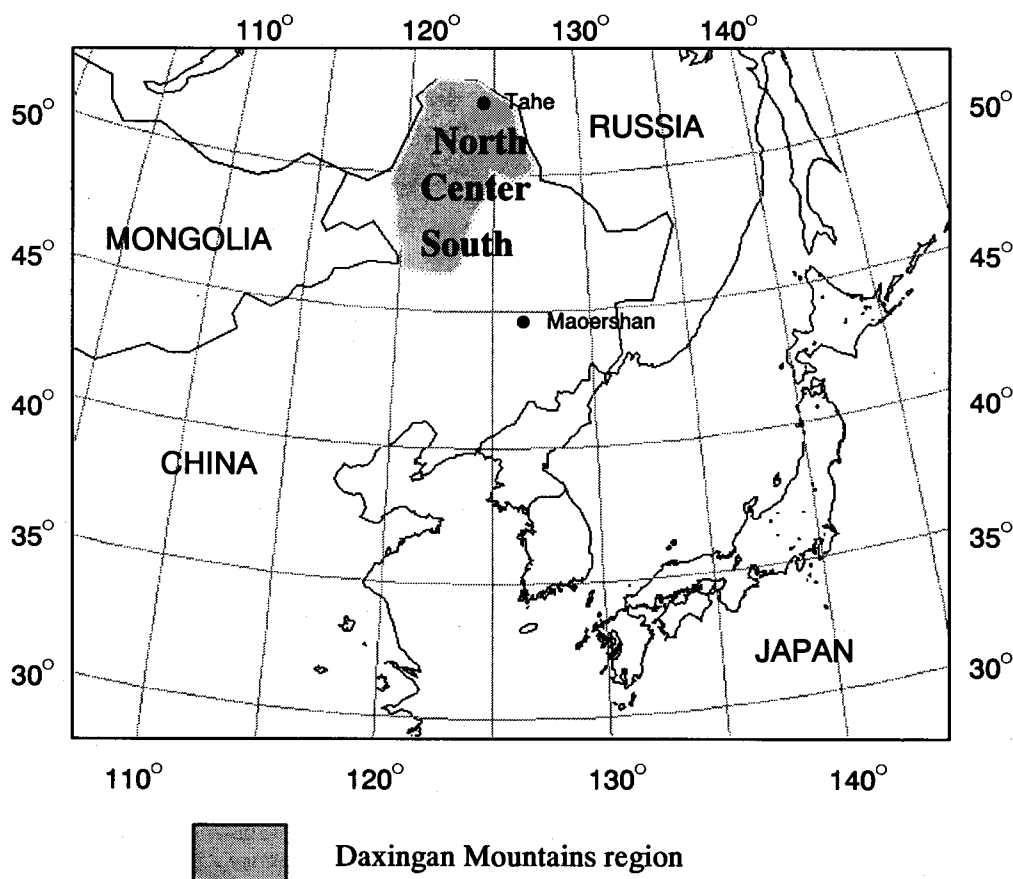 110° 120° 130° 140°
50° Tahe 50°
RUSSIA
North
Center
MONGOLIA South
45° 45°
Maoershan
40° 40°
CHINA
35° 35°
JAPAN
30° 30°
110° 120° 130° 140°
Daxingan Mountains region